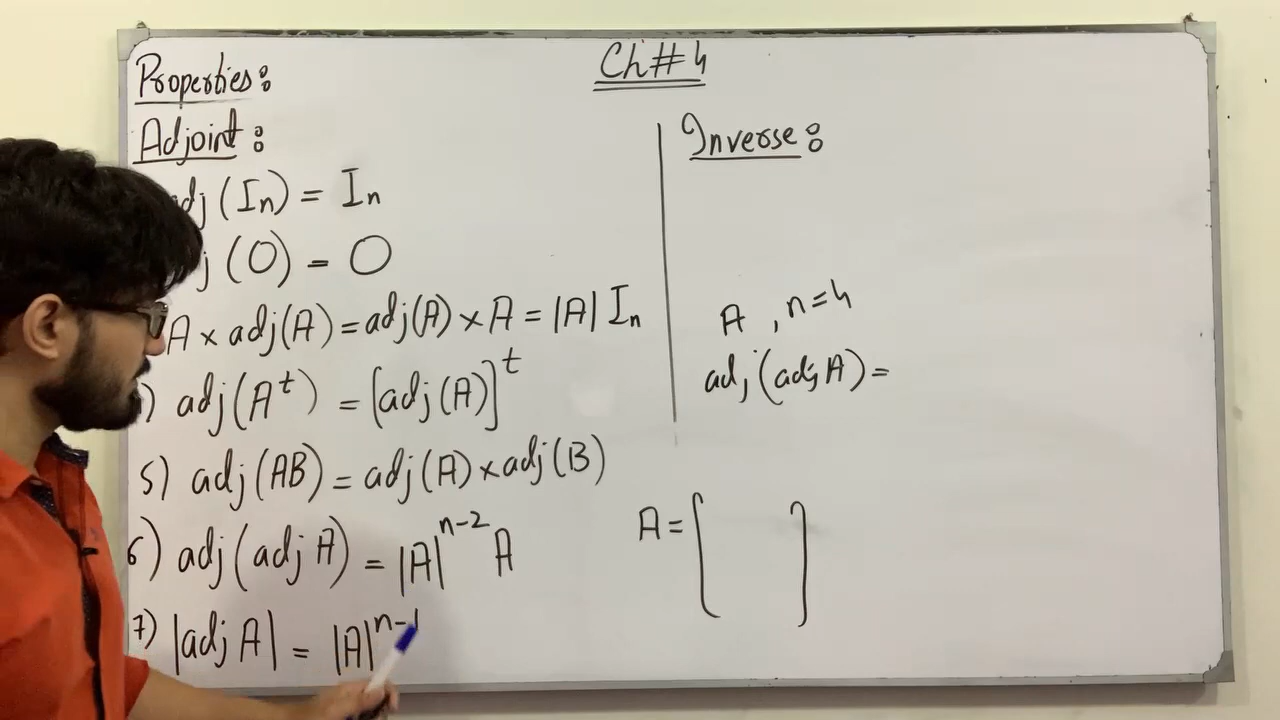 Ch#4
Properties:
Adjoint:
dj(In) = In
j(O) = O
A × adj(A) = adj(A) × A = |A| In
) adj(Aᵗ) = [adj(A)]ᵗ
5) adj(AB) = adj(A) × adj(B)
6) adj(adj A) = |A|ⁿ⁻² A
7) |adj A| = |A|ⁿ⁻¹
Inverse:
A , n=4
adj(adj A) =
A = [ ]